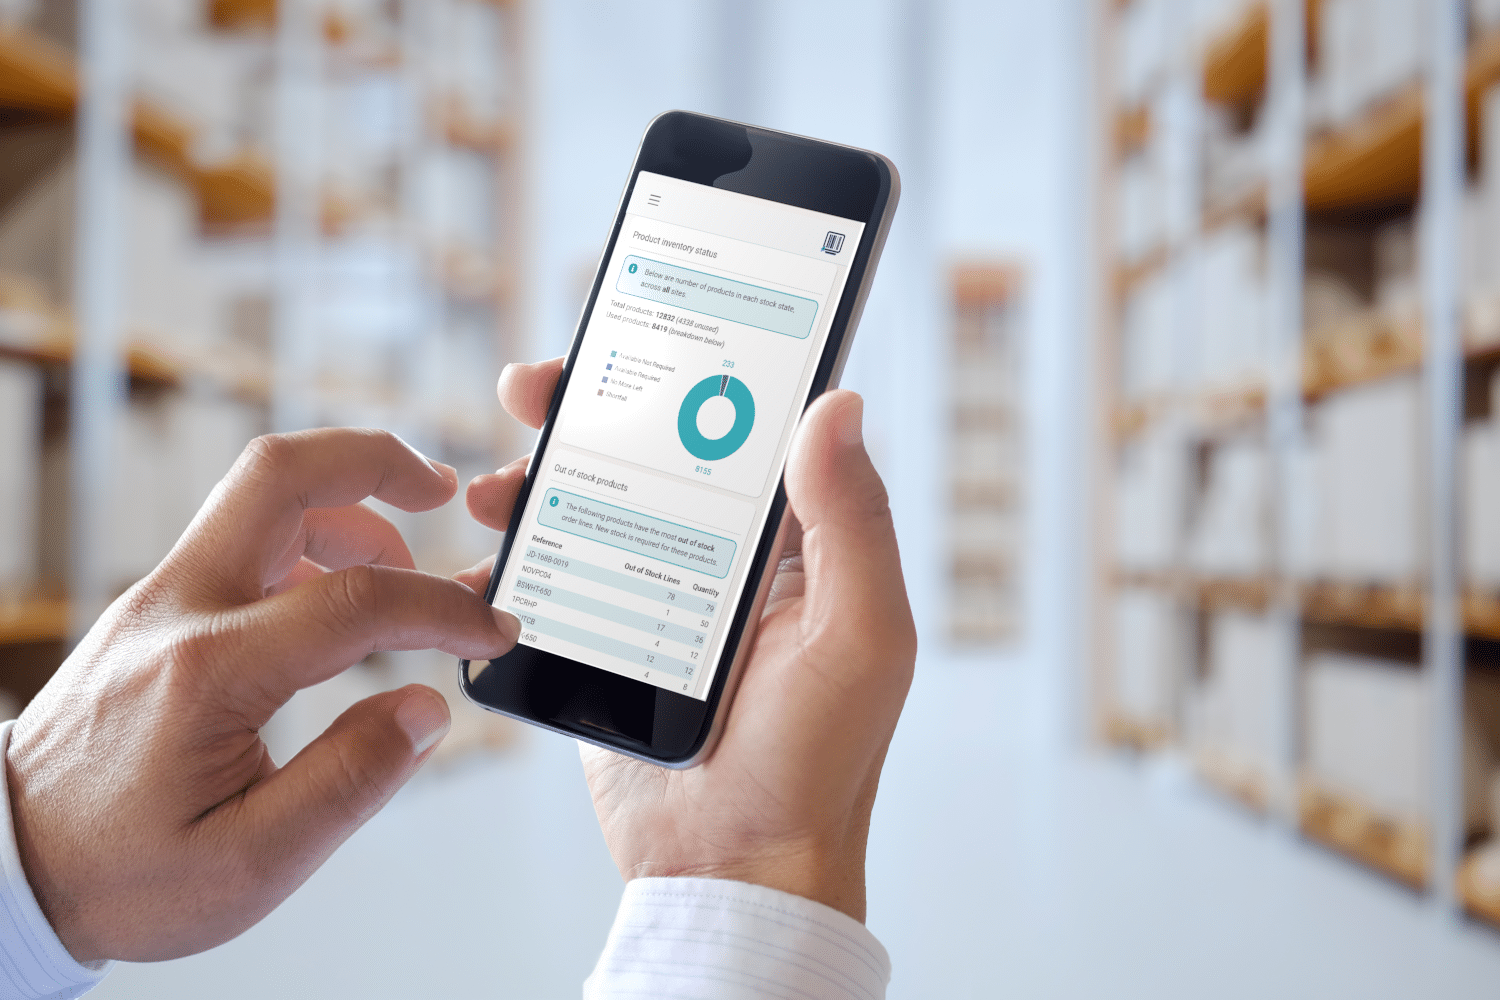 Product inventory status
Below are number of products in each stock state,
across all sites.
Total products: 12832 (4338 unused)
Used products: 8419 (breakdown below)
Available Not Required
Available Required
No More Left
Shortfall
233
8155
Out of stock products
The following products have the most out of stock
order lines. New stock is required for these products.
Reference Out of Stock Lines Quantity
JD-168B-0019 78 79
NOVPC04 1 50
BSWHT-650 17 36
1PCRHP 4 12
12 12
-650 4 8